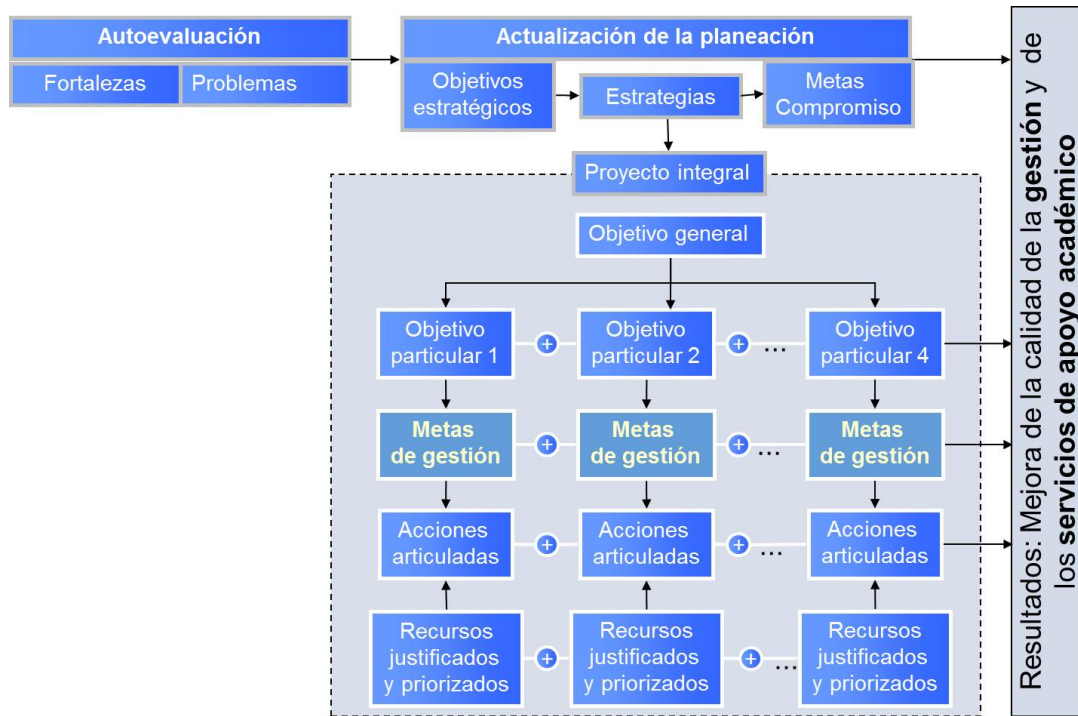 Autoevaluación
Fortalezas
Problemas
Actualización de la planeación
Objetivos
estratégicos
Estrategias
Metas
Compromiso
Proyecto integral
Objetivo general
Objetivo
particular 1
+
Objetivo
particular 2
+
...
Objetivo
particular 4
Metas
de gestión
+
Metas
de gestión
+
...
Metas
de gestión
Acciones
articuladas
+
Acciones
articuladas
+
...
Acciones
articuladas
Recursos
justificados
y priorizados
+
Recursos
justificados
y priorizados
+
...
Recursos
justificados
y priorizados
Resultados: Mejora de la calidad de la gestión y de
los servicios de apoyo académico